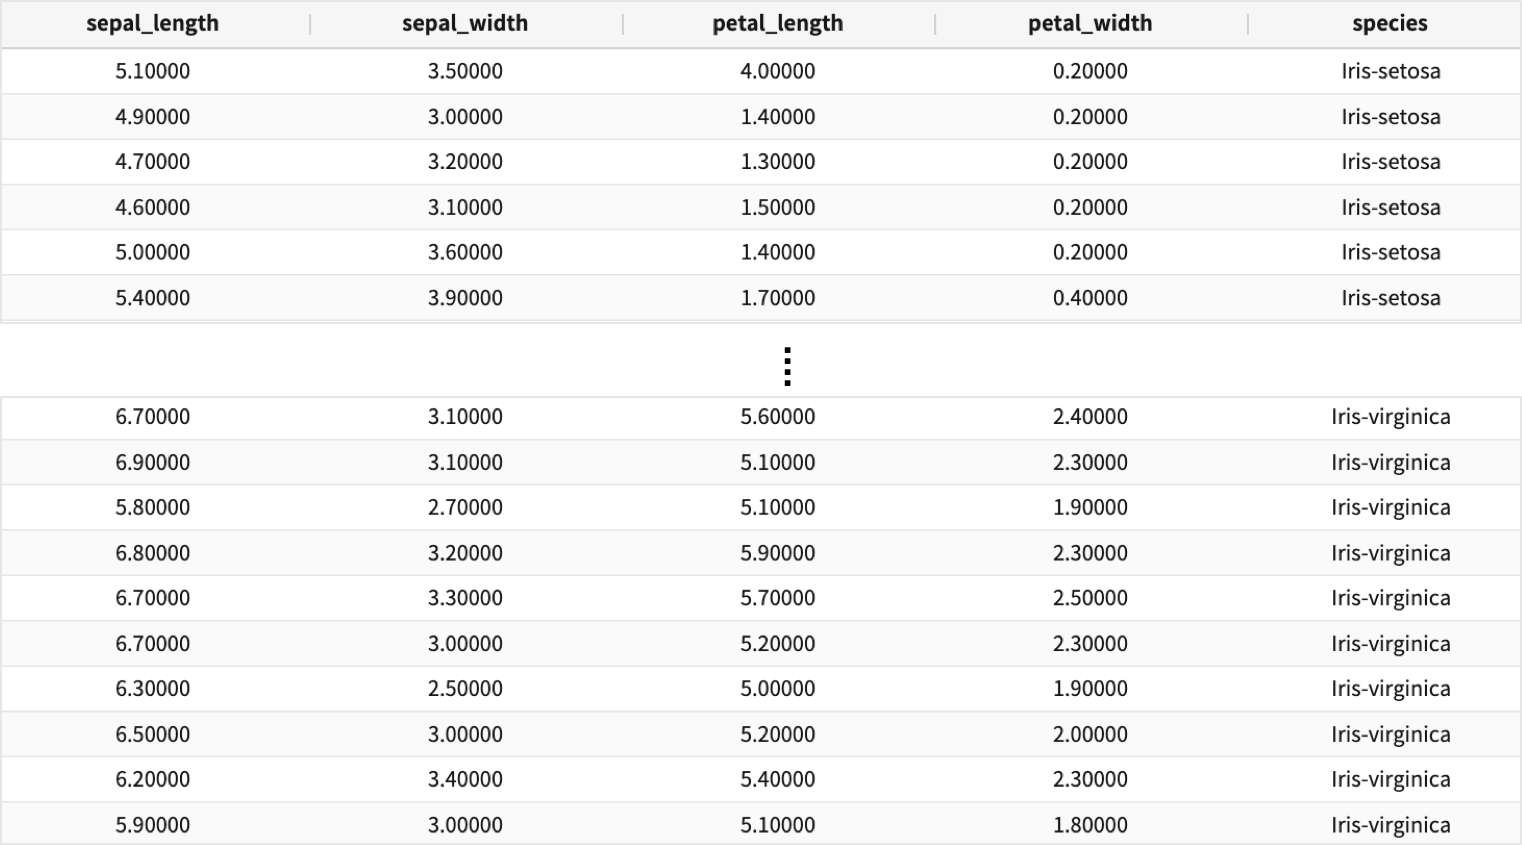 sepal_length sepal_width petal_length petal_width species
5.10000 3.50000 4.00000 0.20000 Iris-setosa
4.90000 3.00000 1.40000 0.20000 Iris-setosa
4.70000 3.20000 1.30000 0.20000 Iris-setosa
4.60000 3.10000 1.50000 0.20000 Iris-setosa
5.00000 3.60000 1.40000 0.20000 Iris-setosa
5.40000 3.90000 1.70000 0.40000 Iris-setosa
6.70000 3.10000 5.60000 2.40000 Iris-virginica
6.90000 3.10000 5.10000 2.30000 Iris-virginica
5.80000 2.70000 5.10000 1.90000 Iris-virginica
6.80000 3.20000 5.90000 2.30000 Iris-virginica
6.70000 3.30000 5.70000 2.50000 Iris-virginica
6.70000 3.00000 5.20000 2.30000 Iris-virginica
6.30000 2.50000 5.00000 1.90000 Iris-virginica
6.50000 3.00000 5.20000 2.00000 Iris-virginica
6.20000 3.40000 5.40000 2.30000 Iris-virginica
5.90000 3.00000 5.10000 1.80000 Iris-virginica